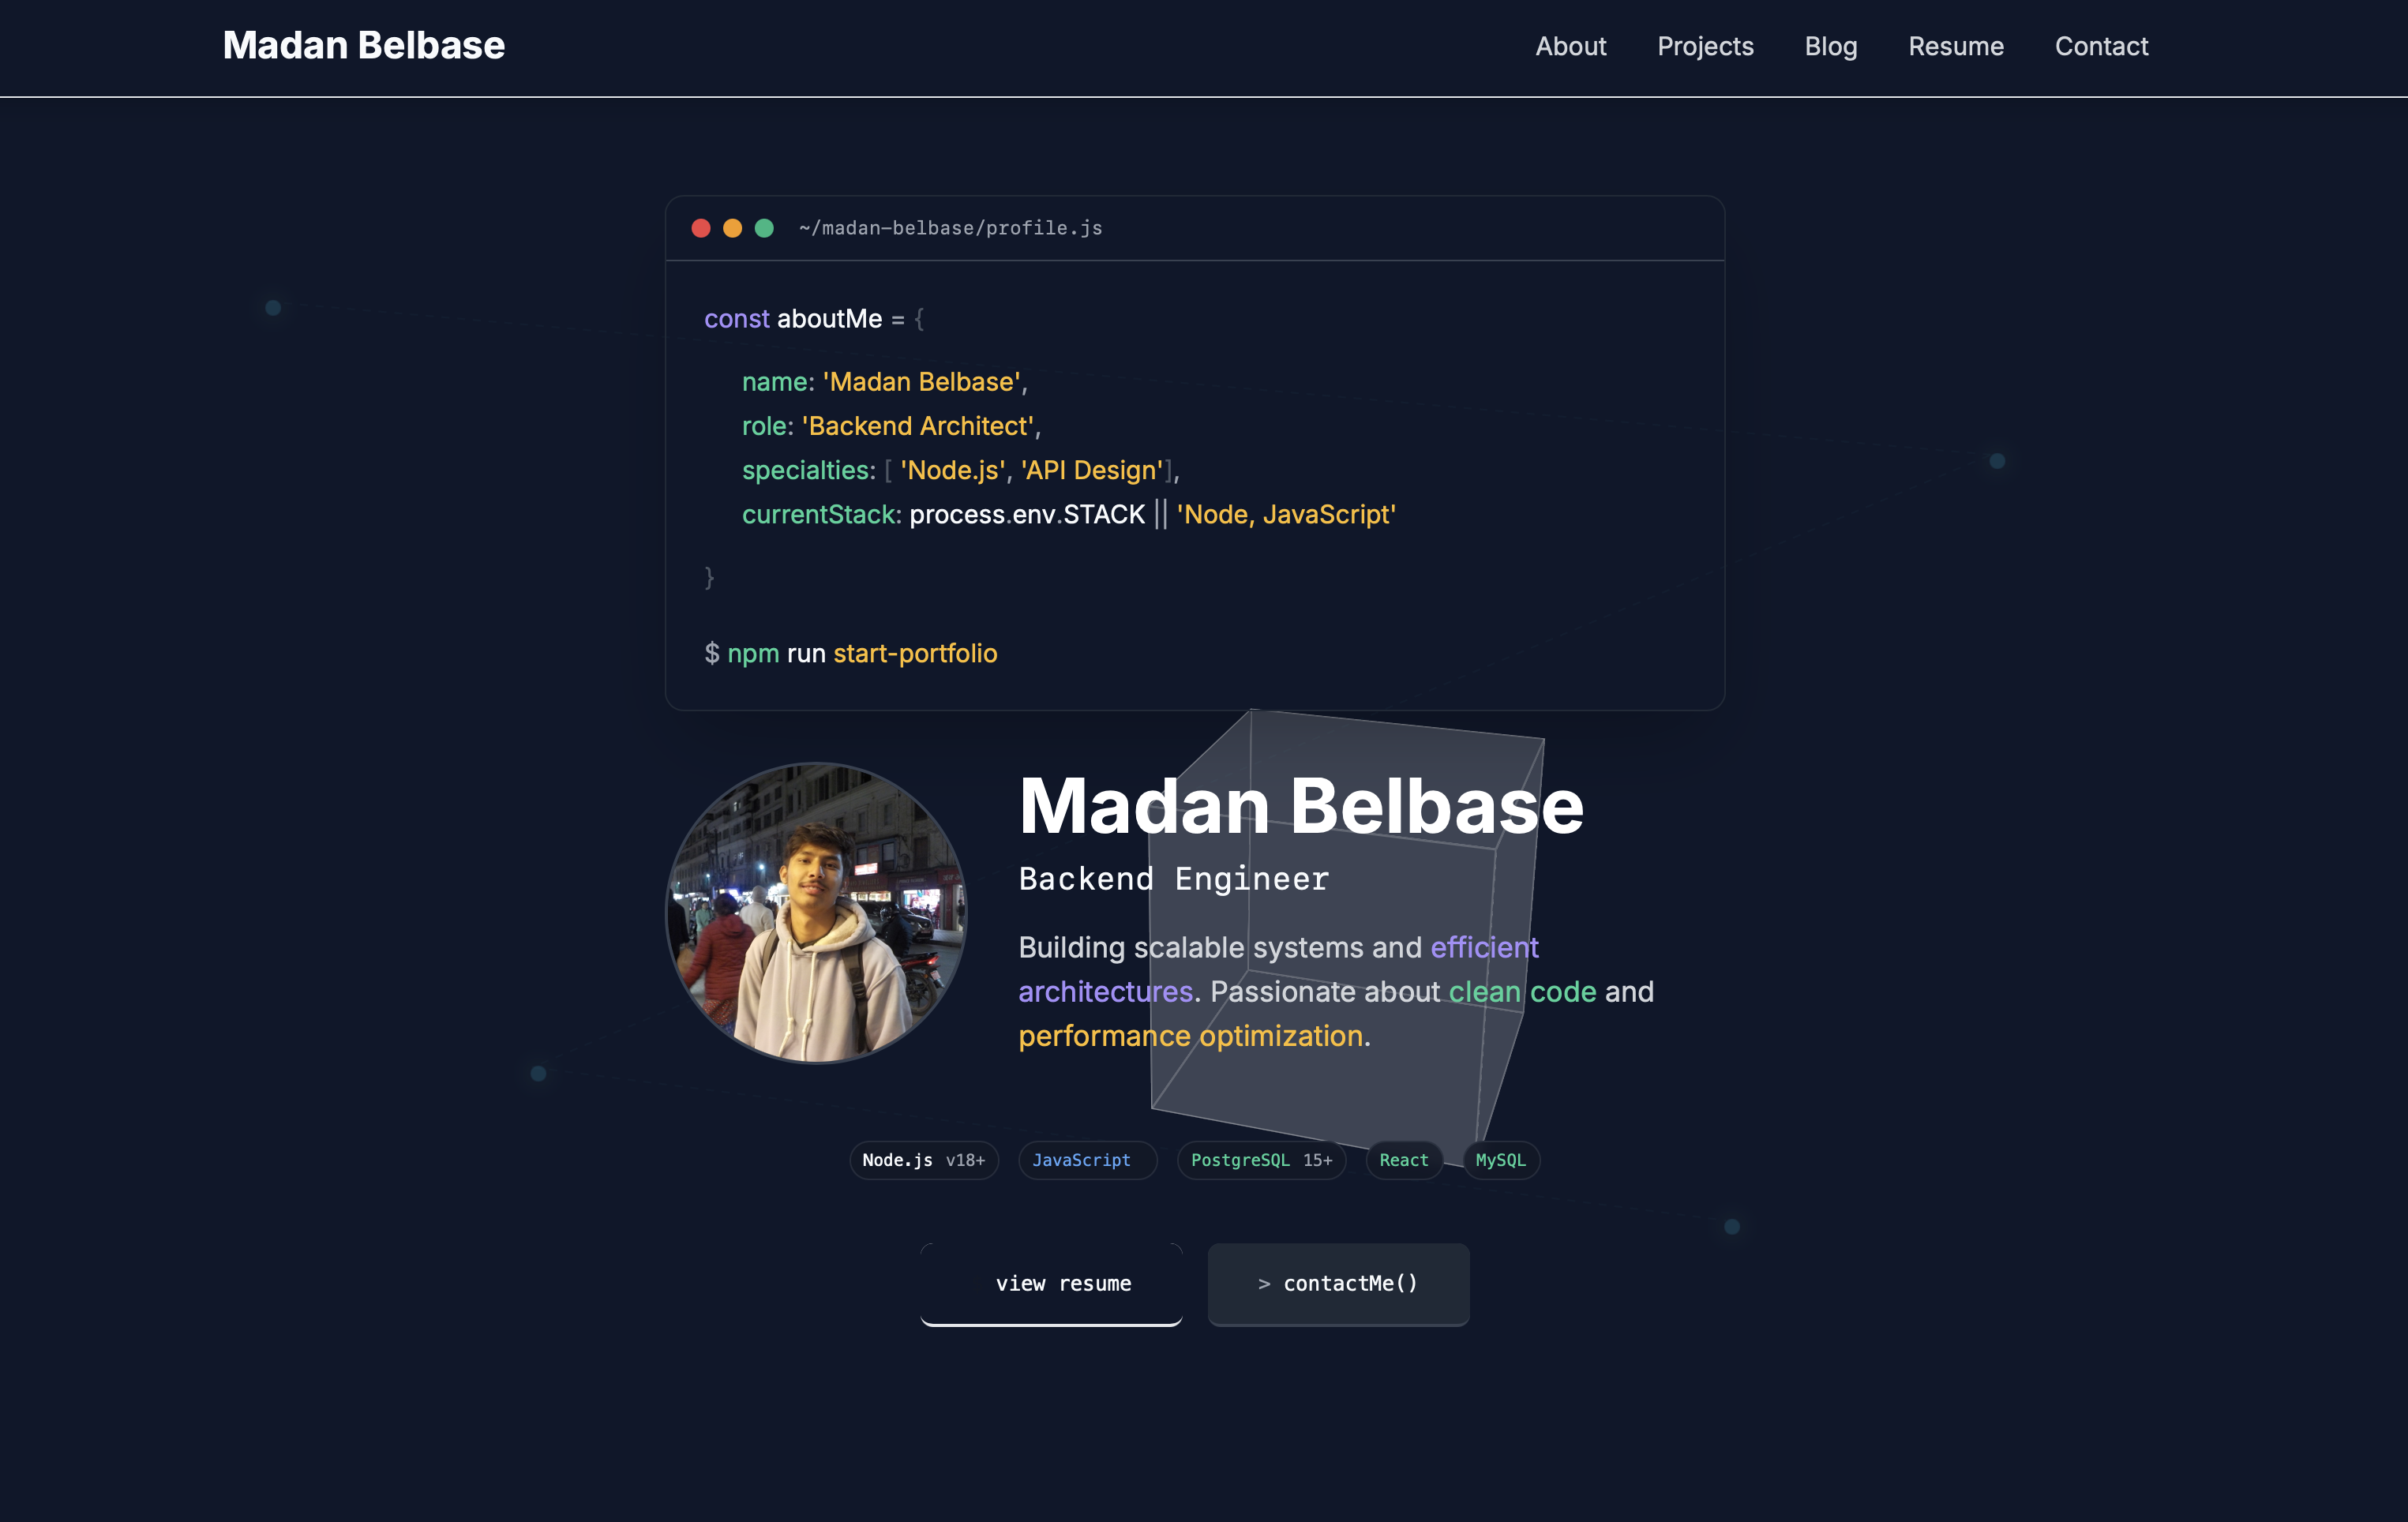 Madan Belbase
About Projects Blog Resume Contact
~/madan-belbase/profile.js
const aboutMe = {
name: 'Madan Belbase',
role: 'Backend Architect',
specialties: [ 'Node.js', 'API Design'],
currentStack: process.env.STACK || 'Node, JavaScript'
}
$ npm run start-portfolio
Madan Belbase
Backend Engineer
Building scalable systems and efficient
architectures. Passionate about clean code and
performance optimization.
Node.js v18+ JavaScript PostgreSQL 15+ React MySQL
view resume > contactMe()